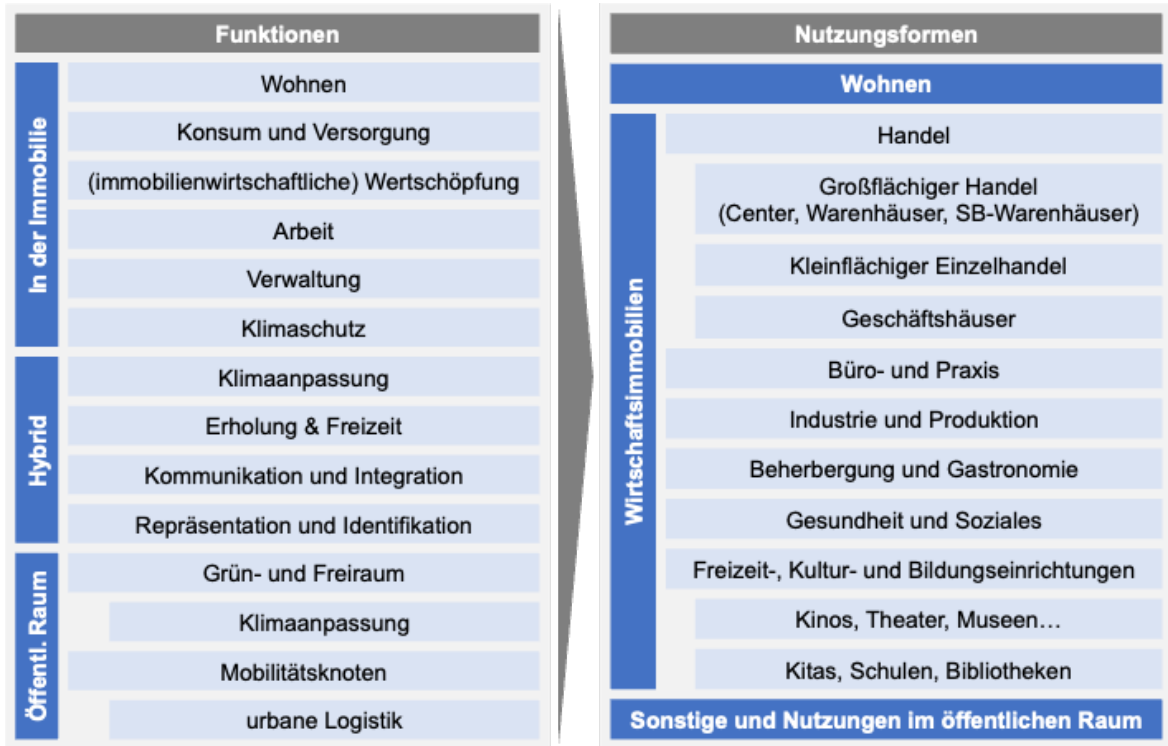 Funktionen
In der Immobilie
Wohnen
Konsum und Versorgung
(immobilienwirtschaftliche) Wertschöpfung
Arbeit
Verwaltung
Klimaschutz
Hybrid
Klimaanpassung
Erholung & Freizeit
Kommunikation und Integration
Repräsentation und Identifikation
Öffentl. Raum
Grün- und Freiraum
Klimaanpassung
Mobilitätsknoten
urbane Logistik
Nutzungsformen
Wohnen
Wirtschaftsimmobilien
Handel
Großflächiger Handel
(Center, Warenhäuser, SB-Warenhäuser)
Kleinflächiger Einzelhandel
Geschäftshäuser
Büro- und Praxis
Industrie und Produktion
Beherbergung und Gastronomie
Gesundheit und Soziales
Freizeit-, Kultur- und Bildungseinrichtungen
Kinos, Theater, Museen…
Kitas, Schulen, Bibliotheken
Sonstige und Nutzungen im öffentlichen Raum